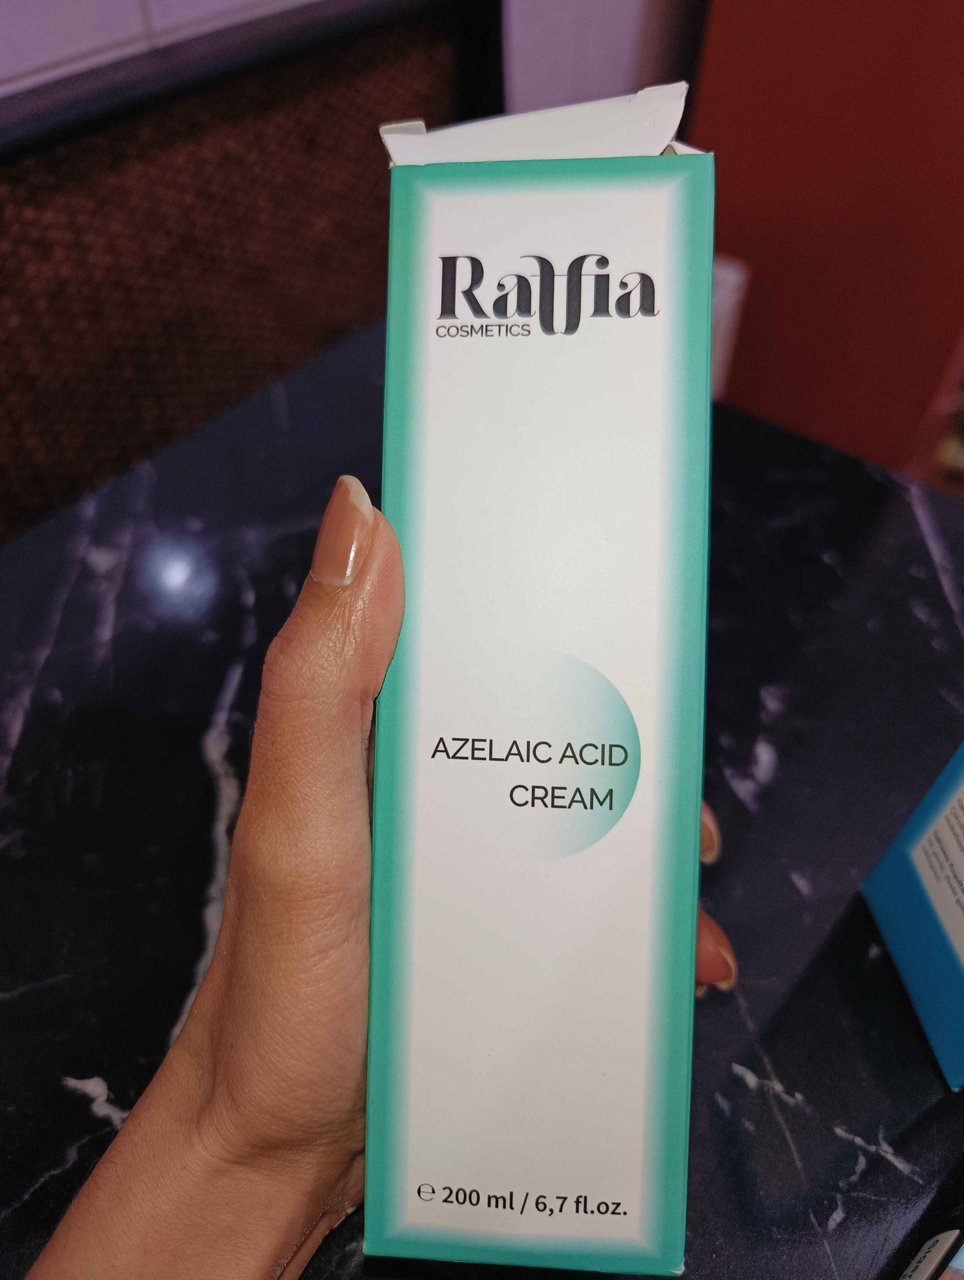 Raffia
COSMETICS
AZELAIC ACID
CREAM
℮ 200 ml / 6,7 fl.oz.